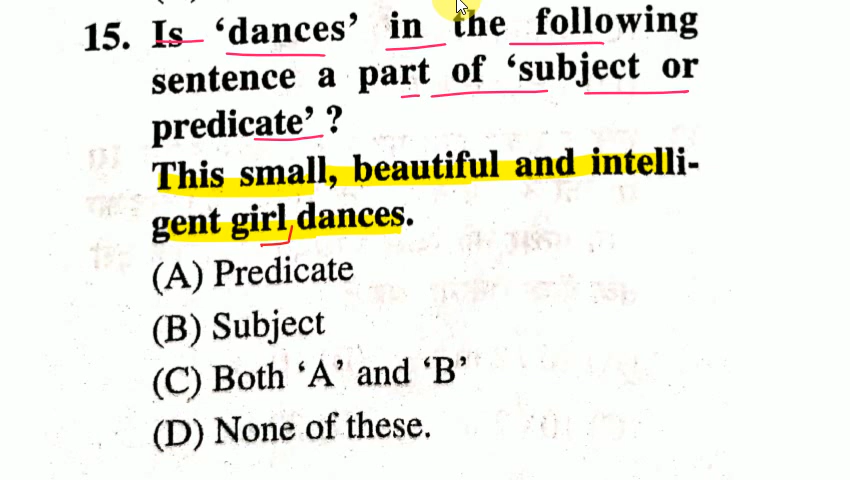 15. Is ‘dances’ in the following
sentence a part of ‘subject or
predicate’ ?
This small, beautiful and intelli-
gent girl dances.
(A) Predicate
(B) Subject
(C) Both ‘A’ and ‘B’
(D) None of these.